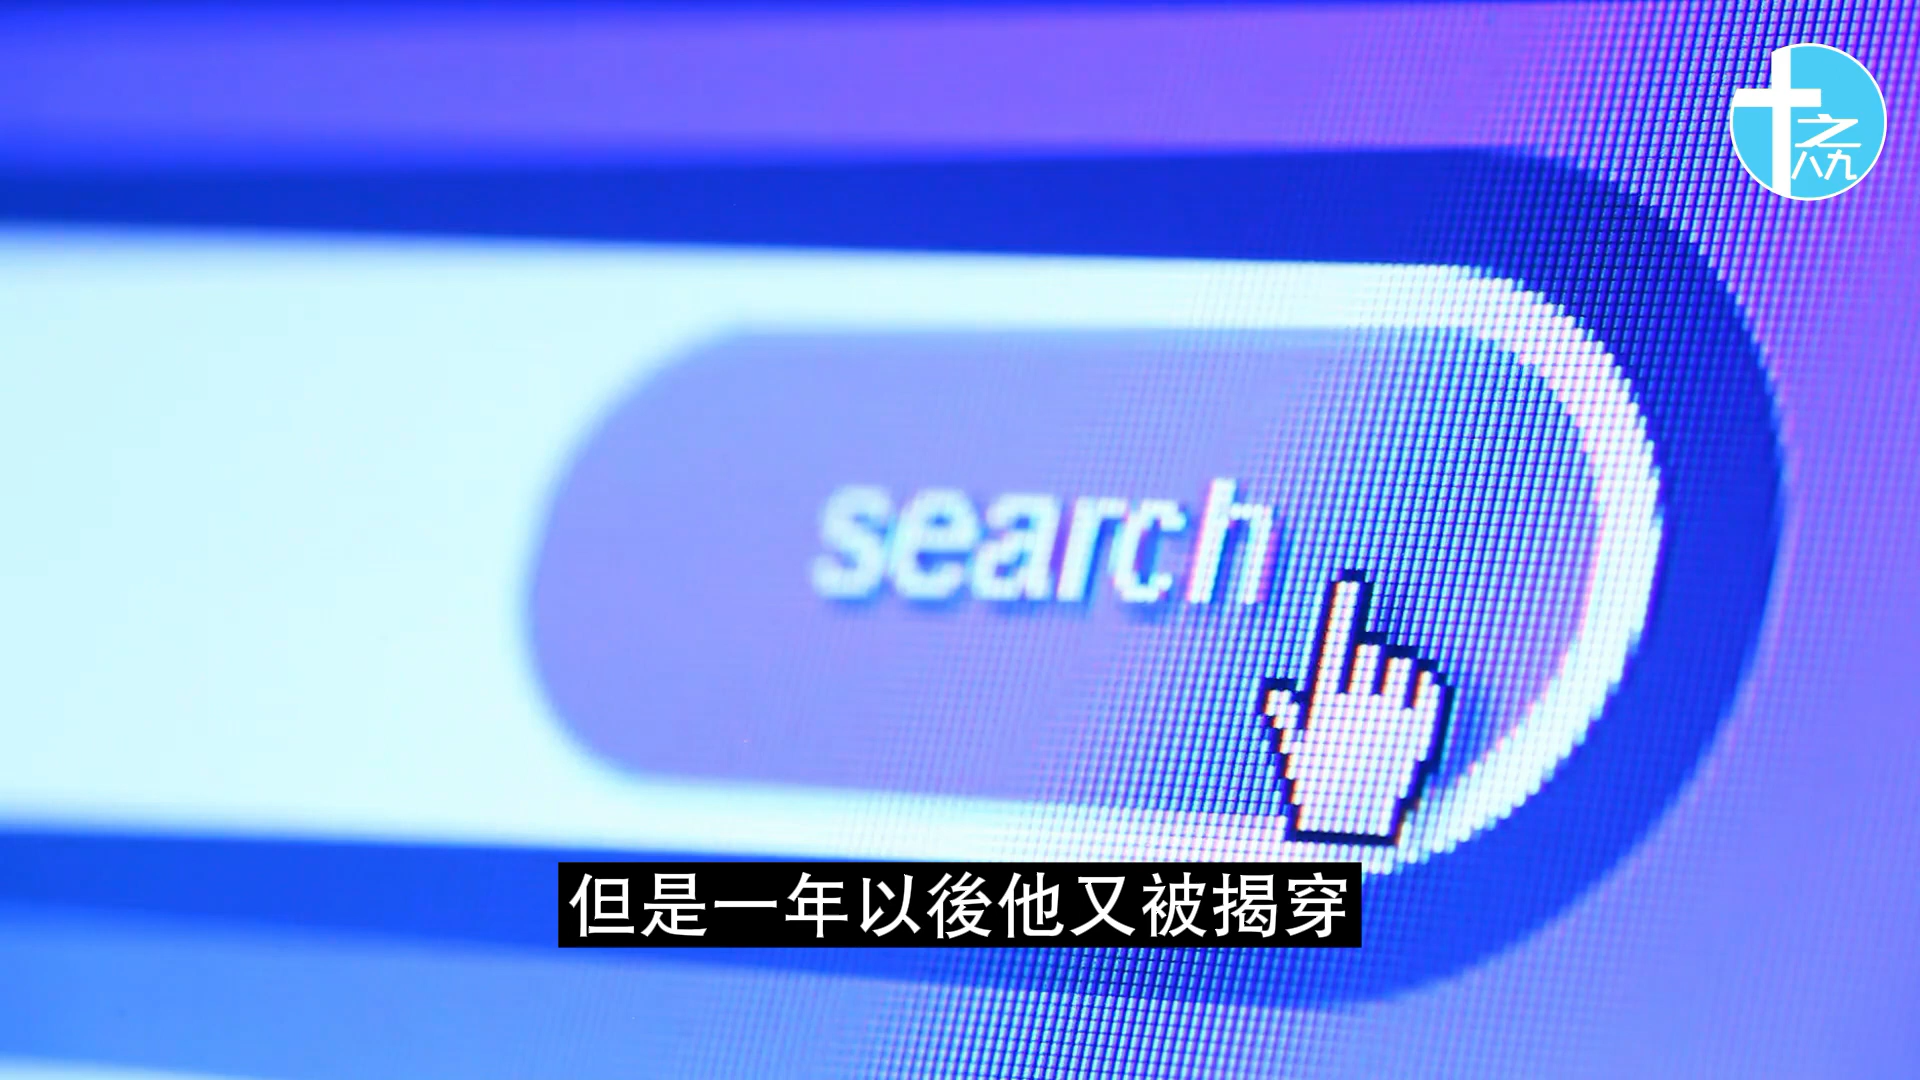 十之
八九
search
但是一年以後他又被揭穿